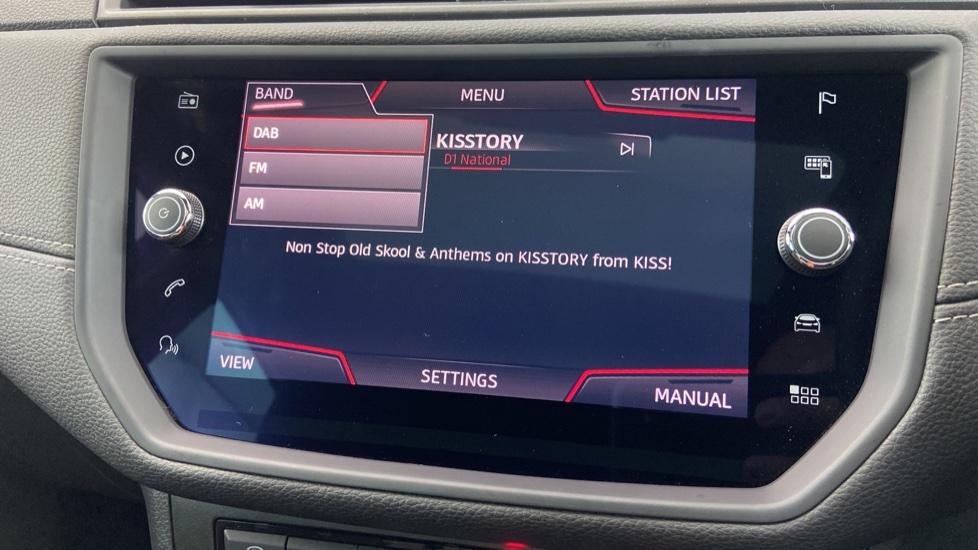 BAND
MENU
STATION LIST
DAB
FM
AM
KISSTORY
D1 National
Non Stop Old Skool & Anthems on KISSTORY from KISS!
VIEW
SETTINGS
MANUAL